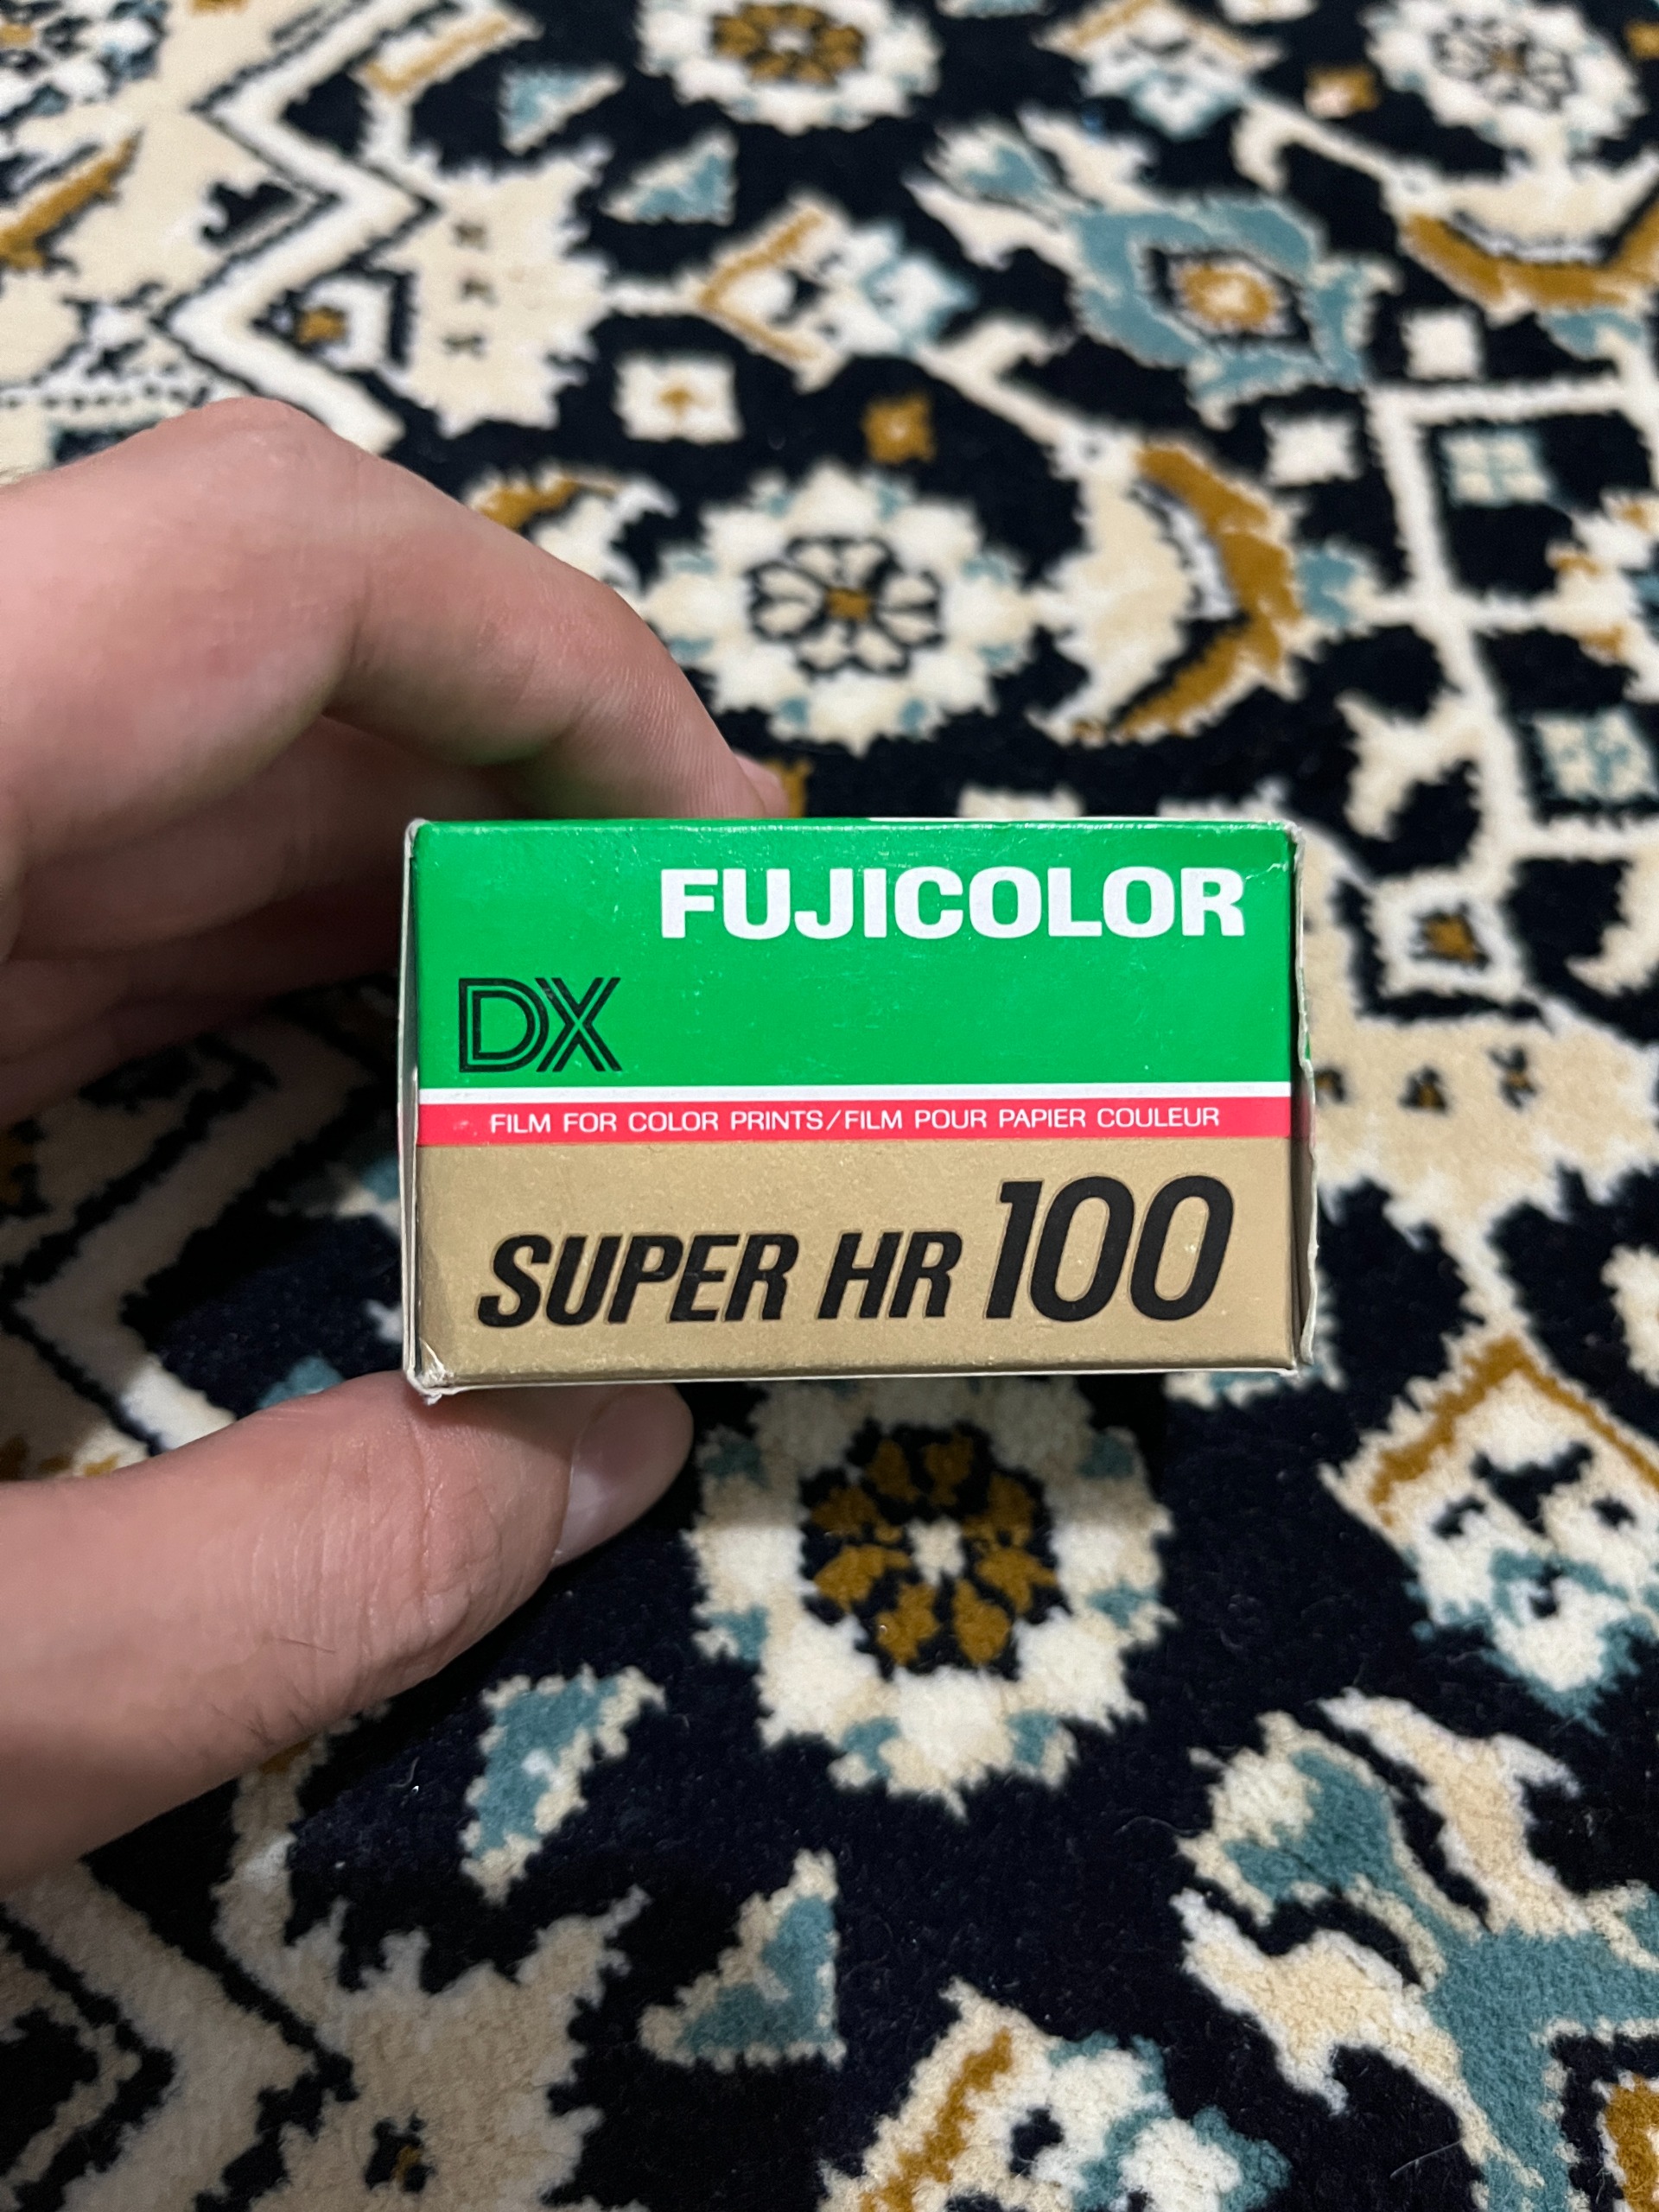 FUJICOLOR
DX
FILM FOR COLOR PRINTS/FILM POUR PAPIER COULEUR
SUPER HR 100